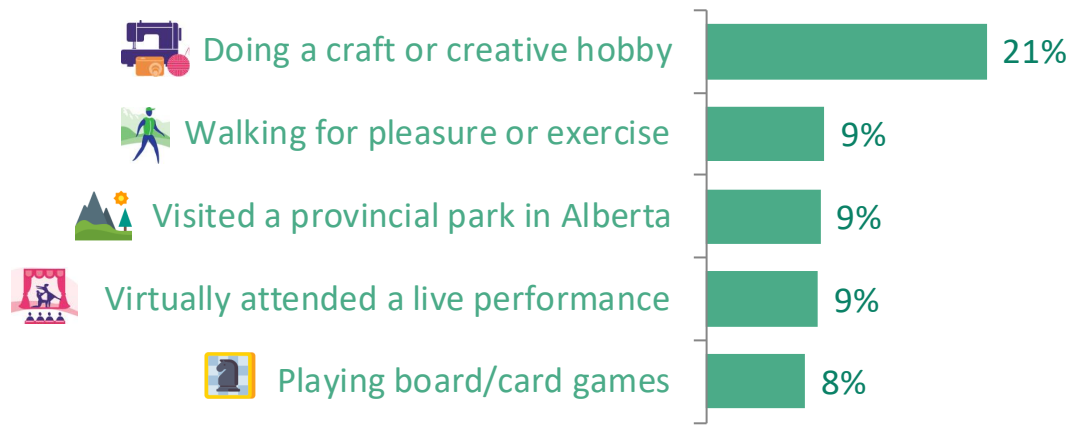 Doing a craft or creative hobby 21%
Walking for pleasure or exercise 9%
Visited a provincial park in Alberta 9%
Virtually attended a live performance 9%
Playing board/card games 8%